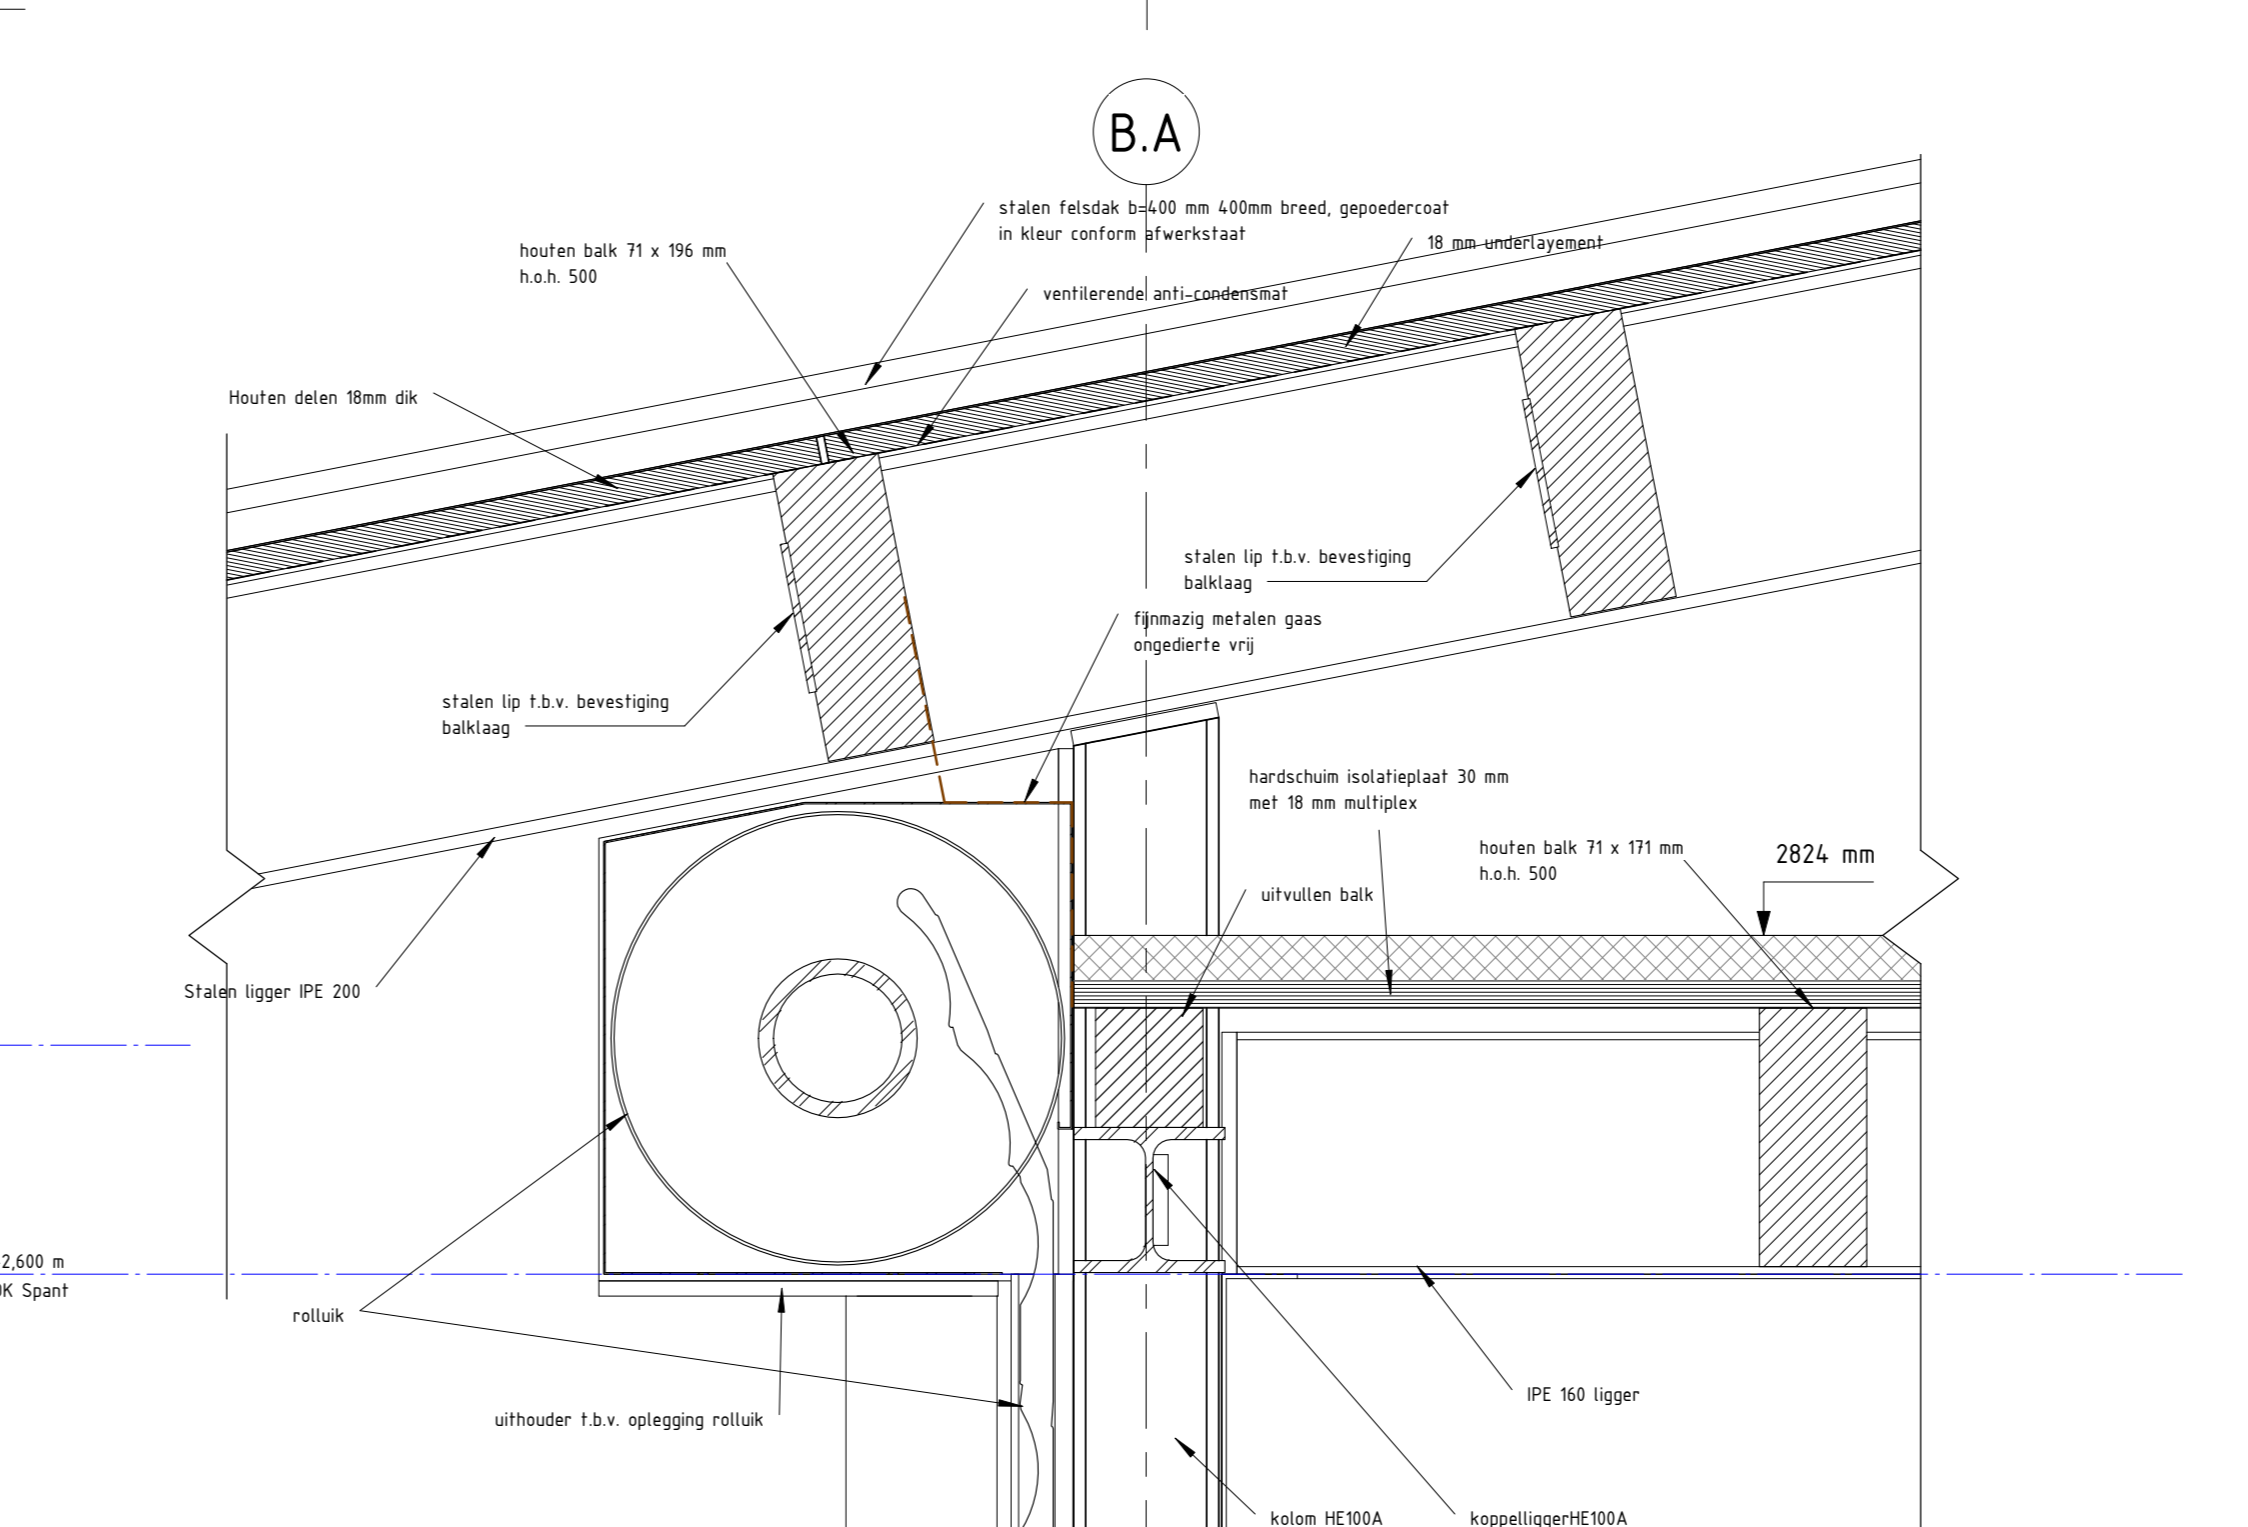 B.A
stalen felsdak b=400 mm 400mm breed, gepoedercoat
in kleur conform afwerkstaat
18 mm underlayement
houten balk 71 x 196 mm
h.o.h. 500
ventilerende anti-condensmat
Houten delen 18mm dik
stalen lip t.b.v. bevestiging
balklaag
fijnmazig metalen gaas
ongedierte vrij
stalen lip t.b.v. bevestiging
balklaag
hardschuim isolatieplaat 30 mm
met 18 mm multiplex
houten balk 71 x 171 mm
h.o.h. 500
2824 mm
uitvullen balk
Stalen ligger IPE 200
2,600 m
K Spant
rolluik
uithouder t.b.v. oplegging rolluik
IPE 160 ligger
kolom HE100A
koppelliggerHE100A